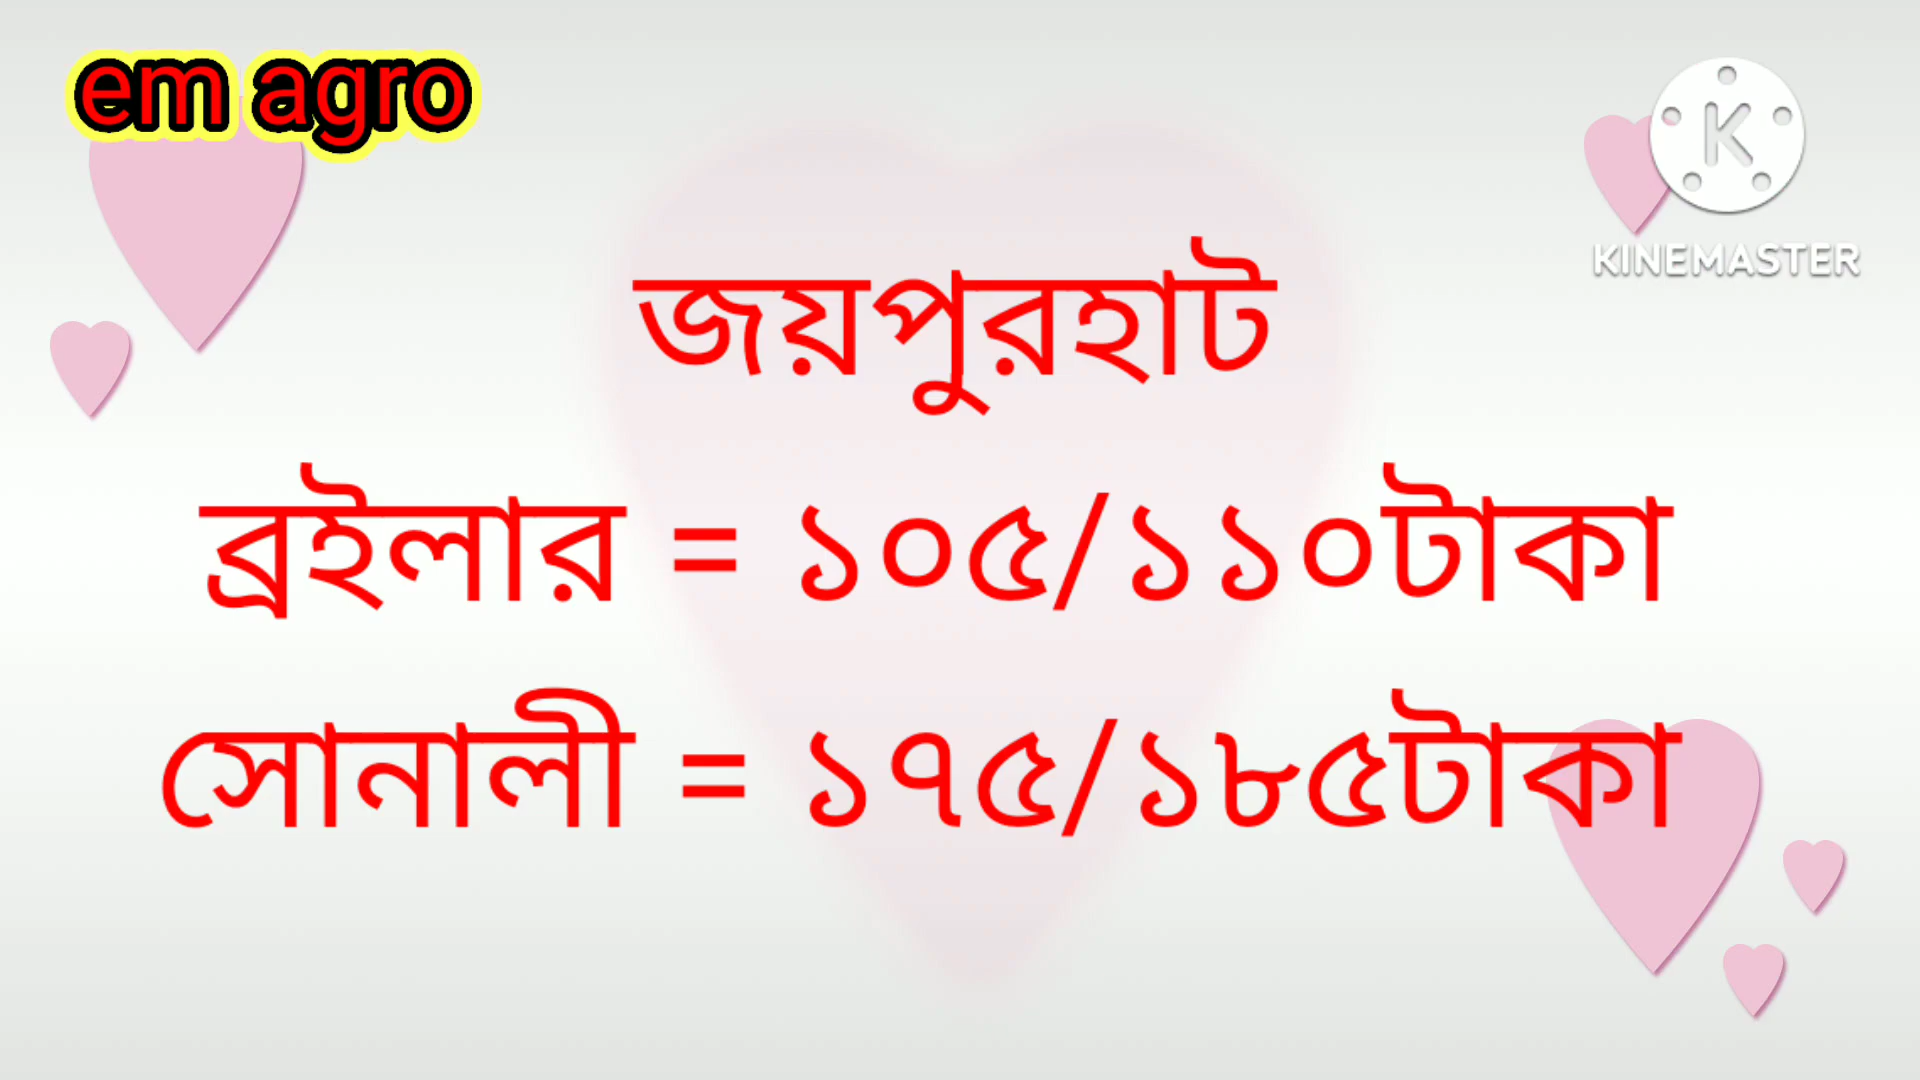 em agro
KINEMASTER
জয়পুরহাট
ব্রইলার = ১০৫/১১০টাকা
সোনালী = ১৭৫/১৮৫টাকা